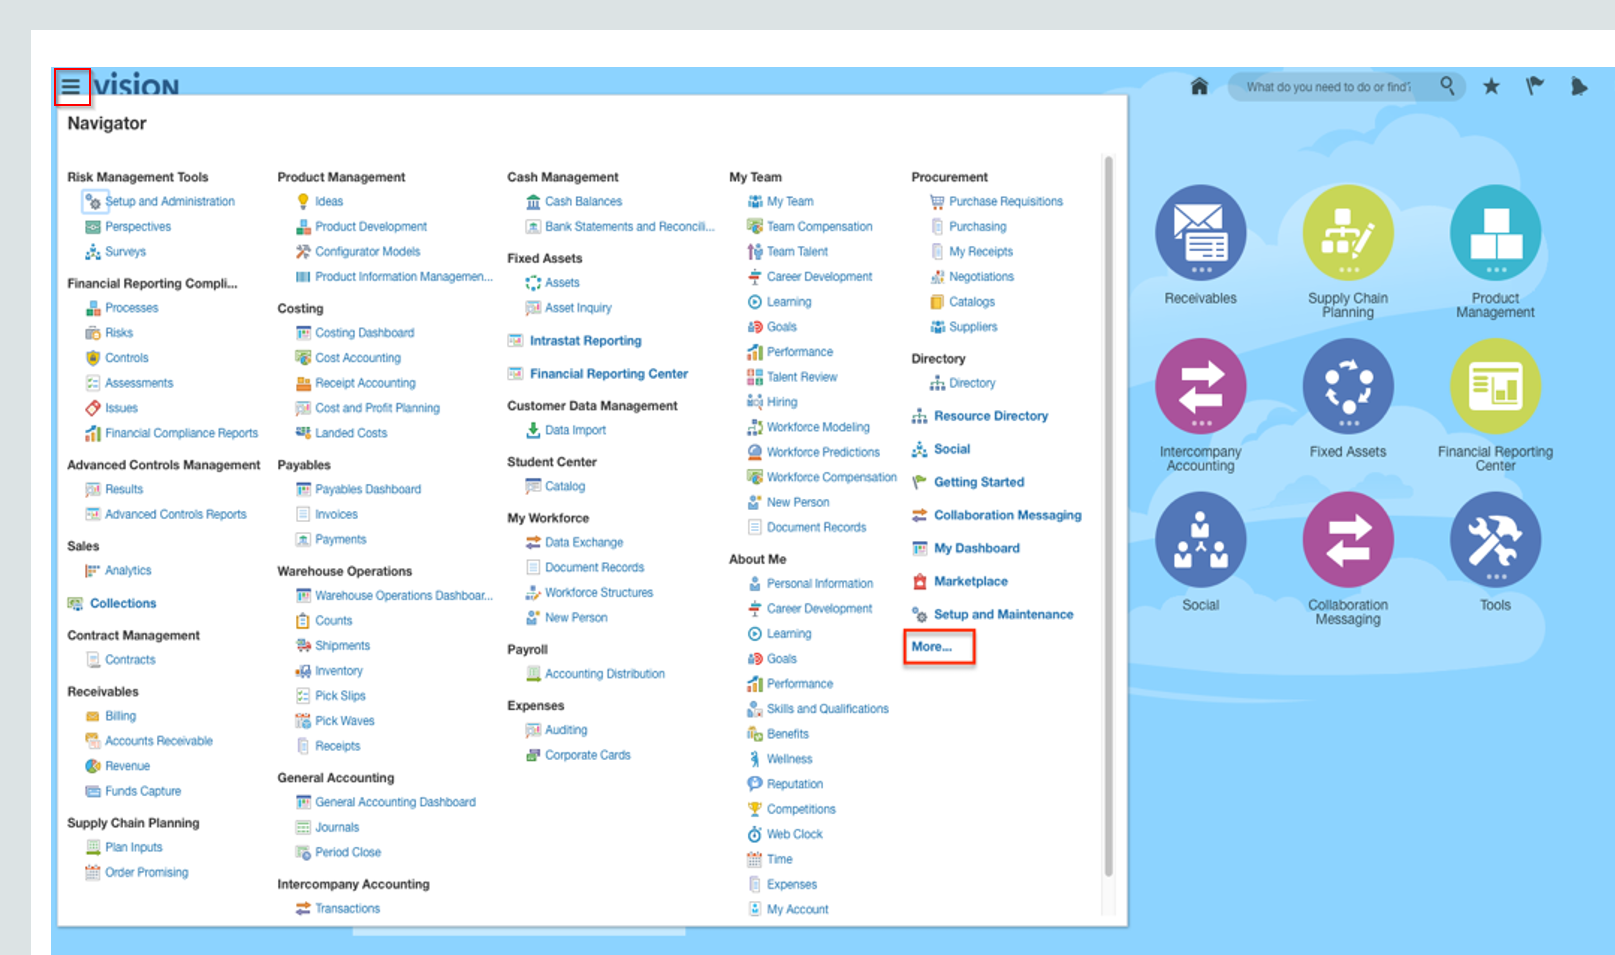 VISION
What do you need to do or find?
Navigator
Risk Management Tools
Setup and Administration
Perspectives
Surveys
Financial Reporting Compli...
Processes
Risks
Controls
Assessments
Issues
Financial Compliance Reports
Advanced Controls Management
Results
Advanced Controls Reports
Sales
Analytics
Collections
Contract Management
Contracts
Receivables
Billing
Accounts Receivable
Revenue
Funds Capture
Supply Chain Planning
Plan Inputs
Order Promising
Product Management
Ideas
Product Development
Configurator Models
Product Information Managemen...
Costing
Costing Dashboard
Cost Accounting
Receipt Accounting
Cost and Profit Planning
Landed Costs
Payables
Payables Dashboard
Invoices
Payments
Warehouse Operations
Warehouse Operations Dashboar...
Counts
Shipments
Inventory
Pick Slips
Pick Waves
Receipts
General Accounting
General Accounting Dashboard
Journals
Period Close
Intercompany Accounting
Transactions
Cash Management
Cash Balances
Bank Statements and Reconcili...
Fixed Assets
Assets
Asset Inquiry
Intrastat Reporting
Financial Reporting Center
Customer Data Management
Data Import
Student Center
Catalog
My Workforce
Data Exchange
Document Records
Workforce Structures
New Person
Payroll
Accounting Distribution
Expenses
Auditing
Corporate Cards
My Team
My Team
Team Compensation
Team Talent
Career Development
Learning
Goals
Performance
Talent Review
Hiring
Workforce Modeling
Workforce Predictions
Workforce Compensation
New Person
Document Records
About Me
Personal Information
Career Development
Learning
Goals
Performance
Skills and Qualifications
Benefits
Wellness
Reputation
Competitions
Web Clock
Time
Expenses
My Account
Procurement
Purchase Requisitions
Purchasing
My Receipts
Negotiations
Catalogs
Suppliers
Directory
Directory
Resource Directory
Social
Getting Started
Collaboration Messaging
My Dashboard
Marketplace
Setup and Maintenance
More...
Receivables
Supply Chain
Planning
Product
Management
Intercompany
Accounting
Fixed Assets
Financial Reporting
Center
Social
Collaboration
Messaging
Tools